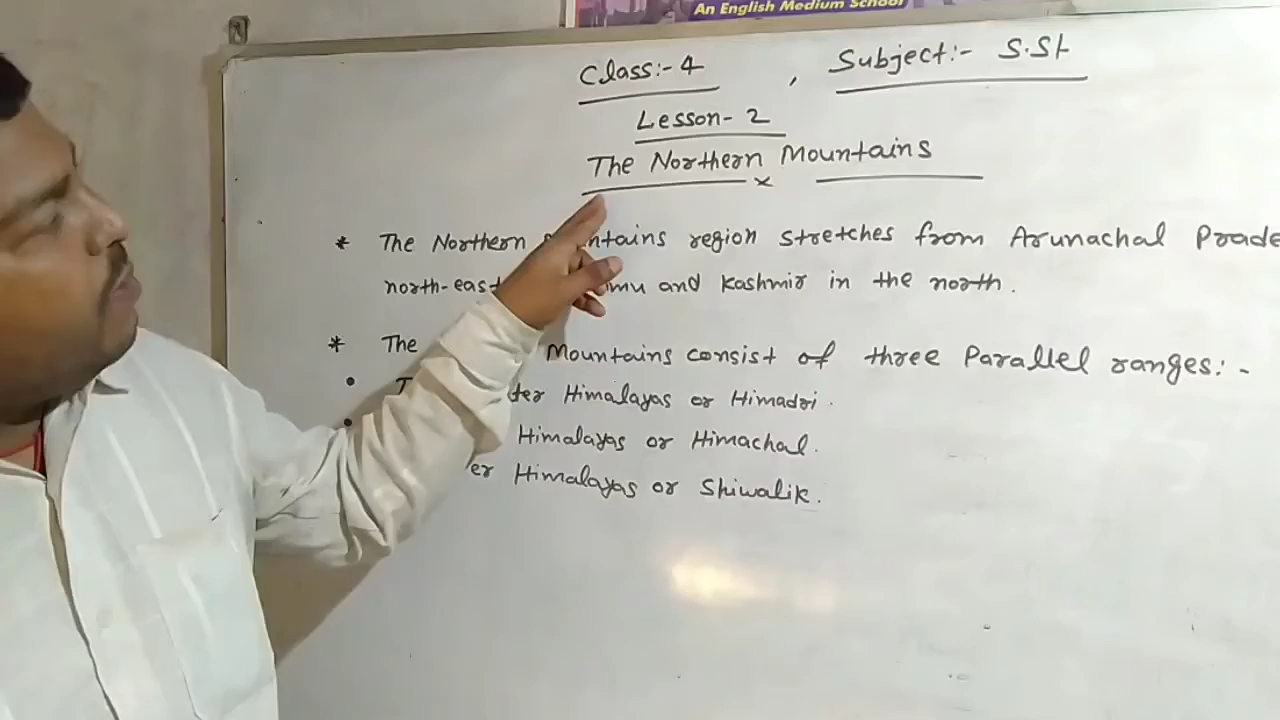 An English Medium School
Class:- 4 , Subject:- S.St
Lesson- 2
The Northern Mountains
* The Northern ntains region stretches from Arunachal Prade
north-east mu and Kashmir in the north.
* The Mountains consist of three Parallel ranges:-
• T ter Himalayas or Himadri.
• Himalayas or Himachal.
er Himalayas or Shiwalik.